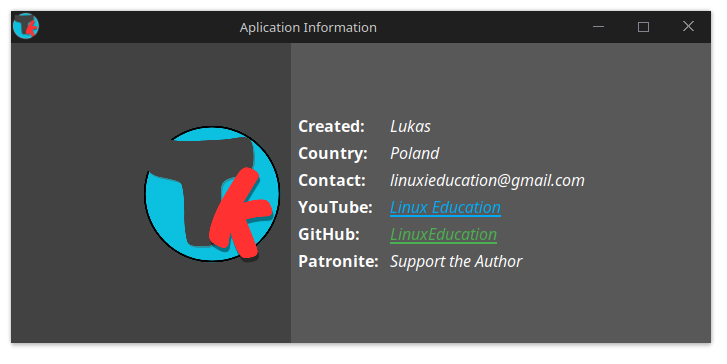 Aplication Information
Created: Lukas
Country: Poland
Contact: linuxieducation@gmail.com
YouTube: Linux Education
GitHub: LinuxEducation
Patronite: Support the Author
Tk